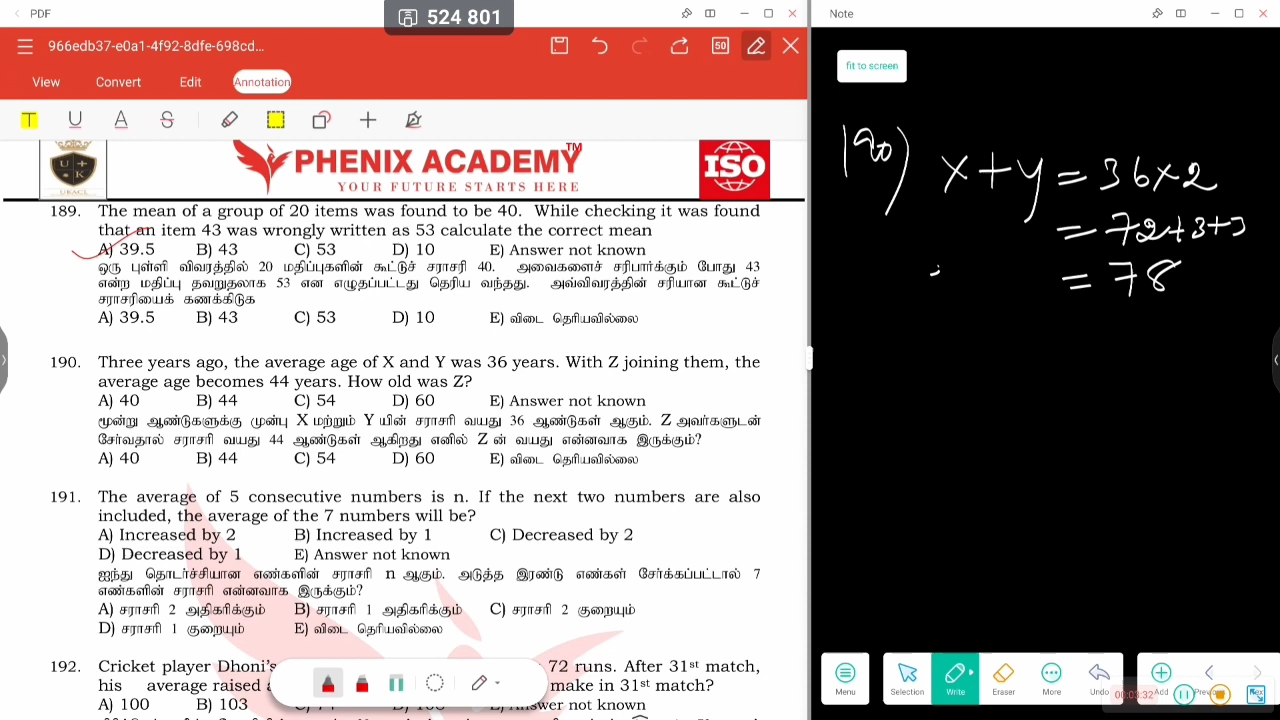 PDF
524 801
Note
966edb37-e0a1-4f92-8dfe-698cd...
50
View Convert Edit Annotation
fit to screen
PHENIX ACADEMY TM
YOUR FUTURE STARTS HERE
ISO
189. The mean of a group of 20 items was found to be 40. While checking it was found
that an item 43 was wrongly written as 53 calculate the correct mean
A) 39.5 B) 43 C) 53 D) 10 E) Answer not known
ஒரு புள்ளி விவரத்தில் 20 மதிப்புகளின் கூட்டுச் சராசரி 40. அவைகளைச் சரிபார்க்கும் போது 43
என்ற மதிப்பு தவறுதலாக 53 என எழுதப்பட்டது தெரிய வந்தது. அவ்விவரத்தின் சரியான கூட்டுச்
சராசரியைக் கணக்கிடுக
A) 39.5 B) 43 C) 53 D) 10 E) விடை தெரியவில்லை
190. Three years ago, the average age of X and Y was 36 years. With Z joining them, the
average age becomes 44 years. How old was Z?
A) 40 B) 44 C) 54 D) 60 E) Answer not known
மூன்று ஆண்டுகளுக்கு முன்பு X மற்றும் Y யின் சராசரி வயது 36 ஆண்டுகள் ஆகும். Z அவர்களுடன்
சேர்வதால் சராசரி வயது 44 ஆண்டுகள் ஆகிறது எனில் Z ன் வயது என்னவாக இருக்கும்?
A) 40 B) 44 C) 54 D) 60 E) விடை தெரியவில்லை
191. The average of 5 consecutive numbers is n. If the next two numbers are also
included, the average of the 7 numbers will be?
A) Increased by 2 B) Increased by 1 C) Decreased by 2
D) Decreased by 1 E) Answer not known
ஐந்து தொடர்ச்சியான எண்களின் சராசரி n ஆகும். அடுத்த இரண்டு எண்கள் சேர்க்கப்பட்டால் 7
எண்களின் சராசரி என்னவாக இருக்கும்?
A) சராசரி 2 அதிகரிக்கும் B) சராசரி 1 அதிகரிக்கும் C) சராசரி 2 குறையும்
D) சராசரி 1 குறையும் E) விடை தெரியவில்லை
192. Cricket player Dhoni's 72 runs. After 31st match,
his average raised make in 31st match?
A) 100 B) 103 Answer not known
190) x+y = 36×2
= 72+3+3
= 78
Menu Selection Write Eraser More Undo Add
00:03:32